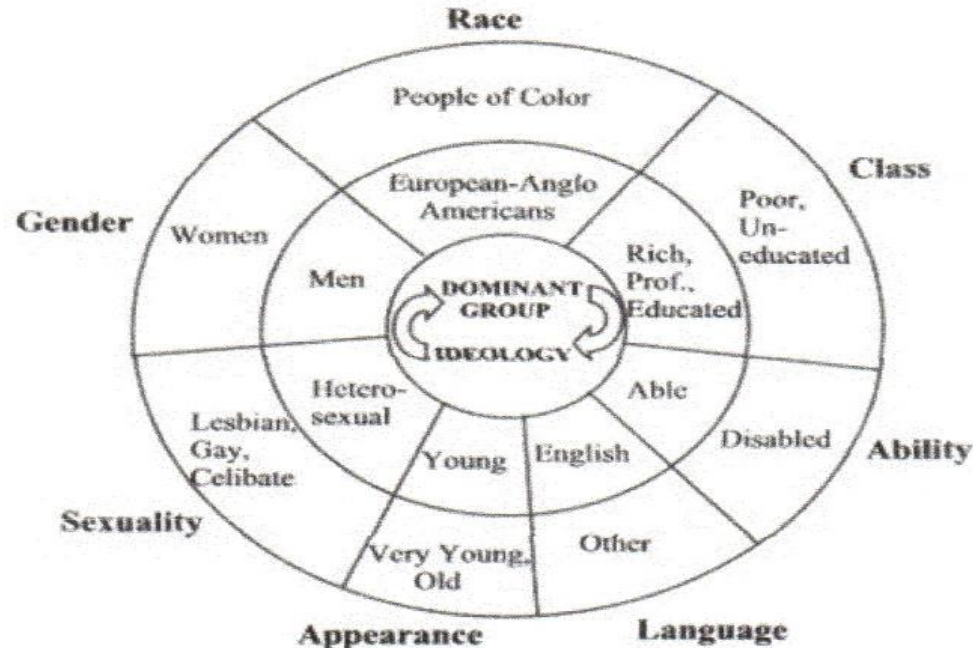 Race
People of Color
European-Anglo
Americans
Class
Poor,
Un-
educated
Rich,
Prof.,
Educated
Gender
Women
Men
DOMINANT
GROUP
IDEOLOGY
Able
Disabled
Ability
Hetero-
sexual
Lesbian,
Gay,
Celibate
Sexuality
Young
English
Very Young,
Old
Other
Appearance
Language